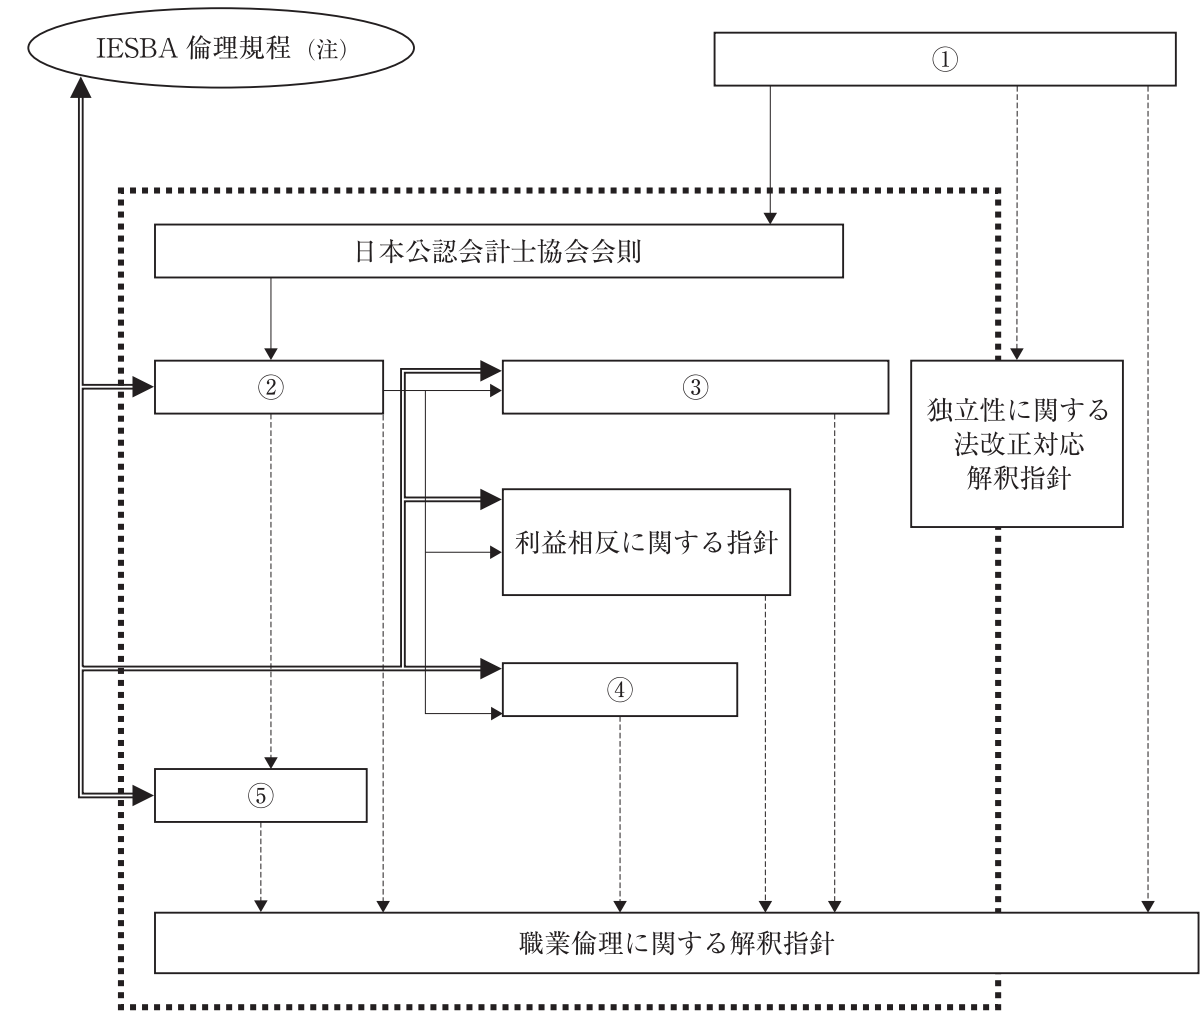 IESBA 倫理規程（注）
①
日本公認会計士協会会則
②
③
独立性に関する
法改正対応
解釈指針
利益相反に関する指針
④
⑤
職業倫理に関する解釈指針